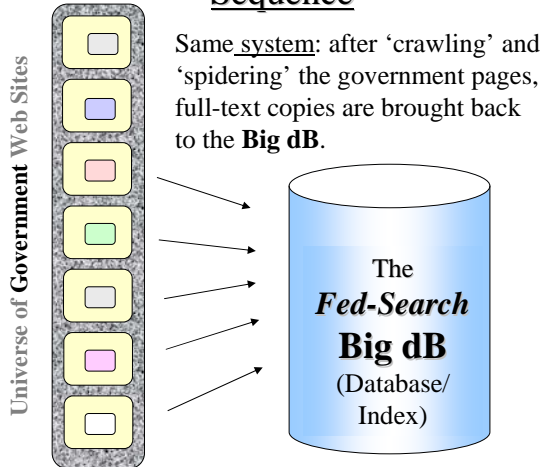 Sequence
Same system: after ‘crawling’ and
‘spidering’ the government pages,
full-text copies are brought back
to the Big dB.
Universe of Government Web Sites
The
Fed-Search
Big dB
(Database/
Index)